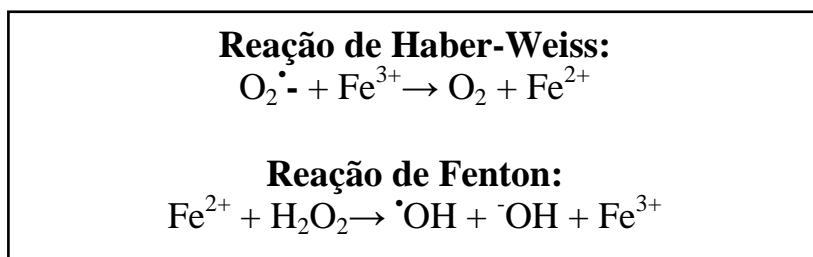 Reação de Haber-Weiss:
O₂•- + Fe³⁺→ O₂ + Fe²⁺
Reação de Fenton:
Fe²⁺ + H₂O₂→ •OH + ⁻OH + Fe³⁺